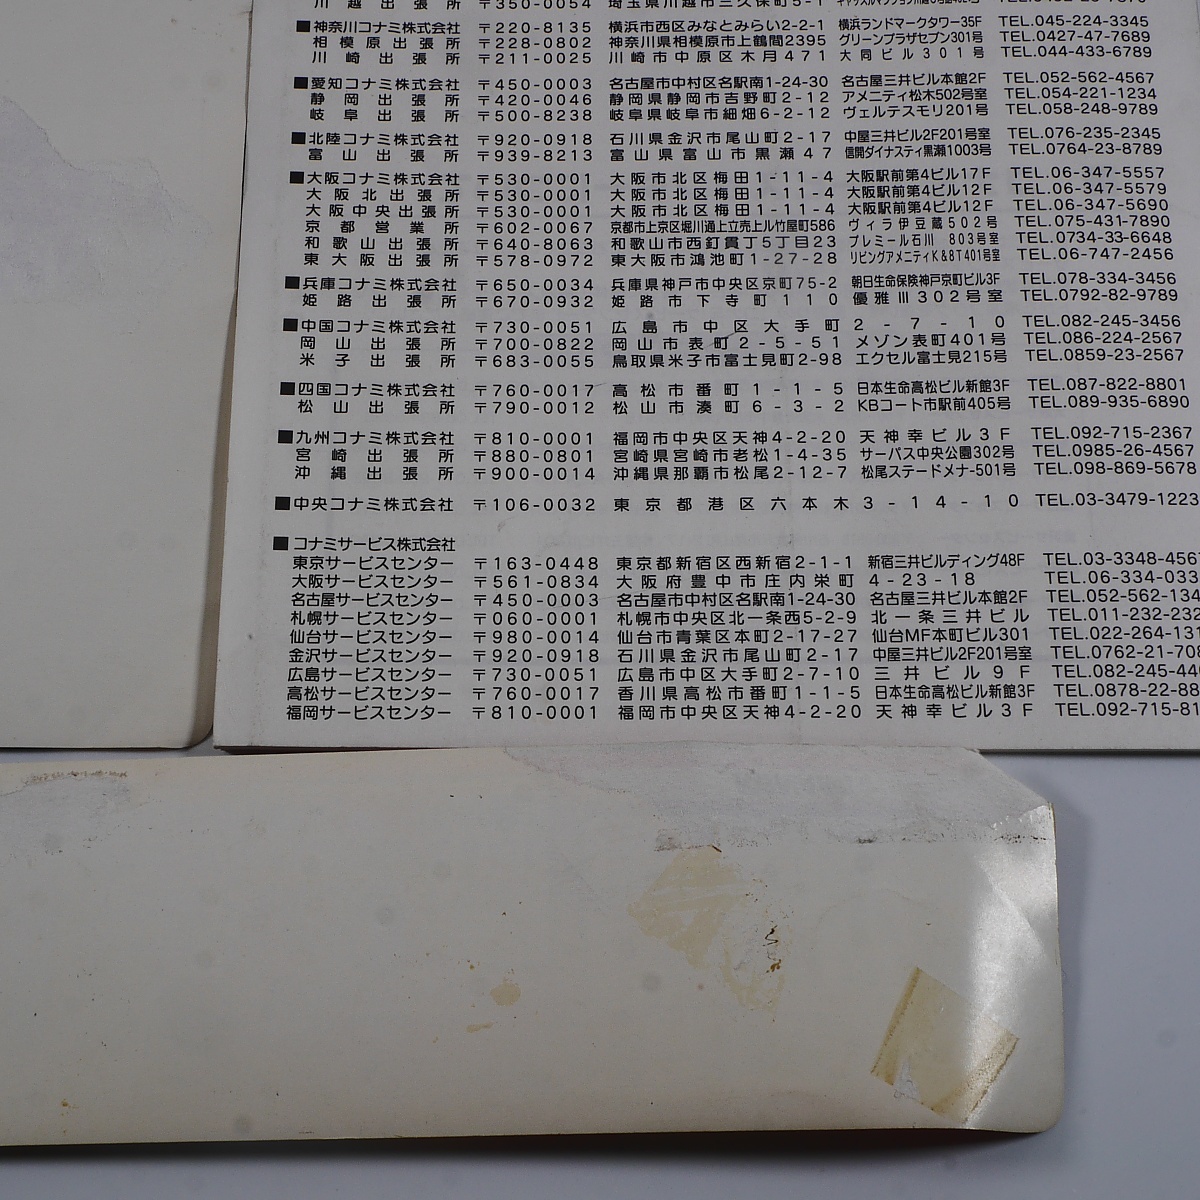 川越出張所 〒350-0054 埼玉県川越市三久保町5-1
■神奈川コナミ株式会社 〒220-8135 横浜市西区みなとみらい2-2-1 横浜ランドマークタワー35F TEL.045-224-3345
相模原出張所 〒228-0802 神奈川県相模原市上鶴間2395 グリーンプラザセブン301号 TEL.0427-47-7689
川崎出張所 〒211-0025 川崎市中原区木月471 大同ビル301号 TEL.044-433-6789
■愛知コナミ株式会社 〒450-0003 名古屋市中村区名駅南1-24-30 名古屋三井ビル本館2F TEL.052-562-4567
静岡出張所 〒420-0046 静岡県静岡市吉野町2-12 アメニティ松木502号室 TEL.054-221-1234
岐阜出張所 〒500-8238 岐阜県岐阜市細畑6-2-12 ヴェルテスモリ201号 TEL.058-248-9789
■北陸コナミ株式会社 〒920-0918 石川県金沢市尾山町2-17 中屋三井ビル2F201号室 TEL.076-235-2345
富山出張所 〒939-8213 富山県富山市黒瀬47 信開ダイナスティ黒瀬1003号 TEL.0764-23-8789
■大阪コナミ株式会社 〒530-0001 大阪市北区梅田1-11-4 大阪駅前第4ビル17F TEL.06-347-5557
大阪北出張所 〒530-0001 大阪市北区梅田1-11-4 大阪駅前第4ビル12F TEL.06-347-5579
大阪中央出張所 〒530-0001 大阪市北区梅田1-11-4 大阪駅前第4ビル12F TEL.06-347-5690
京都営業所 〒602-0067 京都市上京区堀川通上立売上ル竹屋町586 ヴィラ伊豆蔵502号 TEL.075-431-7890
和歌山出張所 〒640-8063 和歌山市西釘貫丁5丁目23 プレミール石川 803号室 TEL.0734-33-6648
東大阪出張所 〒578-0972 東大阪市鴻池町1-27-28 リビングアメニティK&8T401号室 TEL.06-747-2456
■兵庫コナミ株式会社 〒650-0034 兵庫県神戸市中央区京町75-2 朝日生命保険神戸京町ビル3F TEL.078-334-3456
姫路出張所 〒670-0932 姫路市下寺町110 優雅Ⅲ302号室 TEL.0792-82-9789
■中国コナミ株式会社 〒730-0051 広島市中区大手町2-7-10 TEL.082-245-3456
岡山出張所 〒700-0822 岡山市表町2-5-51 メゾン表町401号 TEL.086-224-2567
米子出張所 〒683-0055 鳥取県米子市富士見町2-98 エクセル富士見215号 TEL.0859-23-2567
■四国コナミ株式会社 〒760-0017 高松市番町1-1-5 日本生命高松ビル新館3F TEL.087-822-8801
松山出張所 〒790-0012 松山市湊町6-3-2 KBコート市駅前405号 TEL.089-935-6890
■九州コナミ株式会社 〒810-0001 福岡市中央区天神4-2-20 天神幸ビル3F TEL.092-715-2367
宮崎出張所 〒880-0801 宮崎県宮崎市老松1-4-35 サーパス中央公園302号 TEL.0985-26-4567
沖縄出張所 〒900-0014 沖縄県那覇市松尾2-12-7 松尾ステードメナ-501号 TEL.098-869-5678
■中央コナミ株式会社 〒106-0032 東京都港区六本木3-14-10 TEL.03-3479-1223
■コナミサービス株式会社
東京サービスセンター 〒163-0448 東京都新宿区西新宿2-1-1 新宿三井ビルディング48F TEL.03-3348-456
大阪サービスセンター 〒561-0834 大阪府豊中市庄内栄町4-23-18 TEL.06-334-033
名古屋サービスセンター 〒450-0003 名古屋市中村区名駅南1-24-30 名古屋三井ビル本館2F TEL.052-562-134
札幌サービスセンター 〒060-0001 札幌市中央区北一条西5-2-9 北一条三井ビル TEL.011-232-232
仙台サービスセンター 〒980-0014 仙台市青葉区本町2-17-27 仙台MF本町ビル301 TEL.022-264-131
金沢サービスセンター 〒920-0918 石川県金沢市尾山町2-17 中屋三井ビル2F201号室 TEL.0762-21-708
広島サービスセンター 〒730-0051 広島市中区大手町2-7-10 三井ビル9F TEL.082-245-44
高松サービスセンター 〒760-0017 香川県高松市番町1-1-5 日本生命高松ビル新館3F TEL.0878-22-88
福岡サービスセンター 〒810-0001 福岡市中央区天神4-2-20 天神幸ビル3F TEL.092-715-81